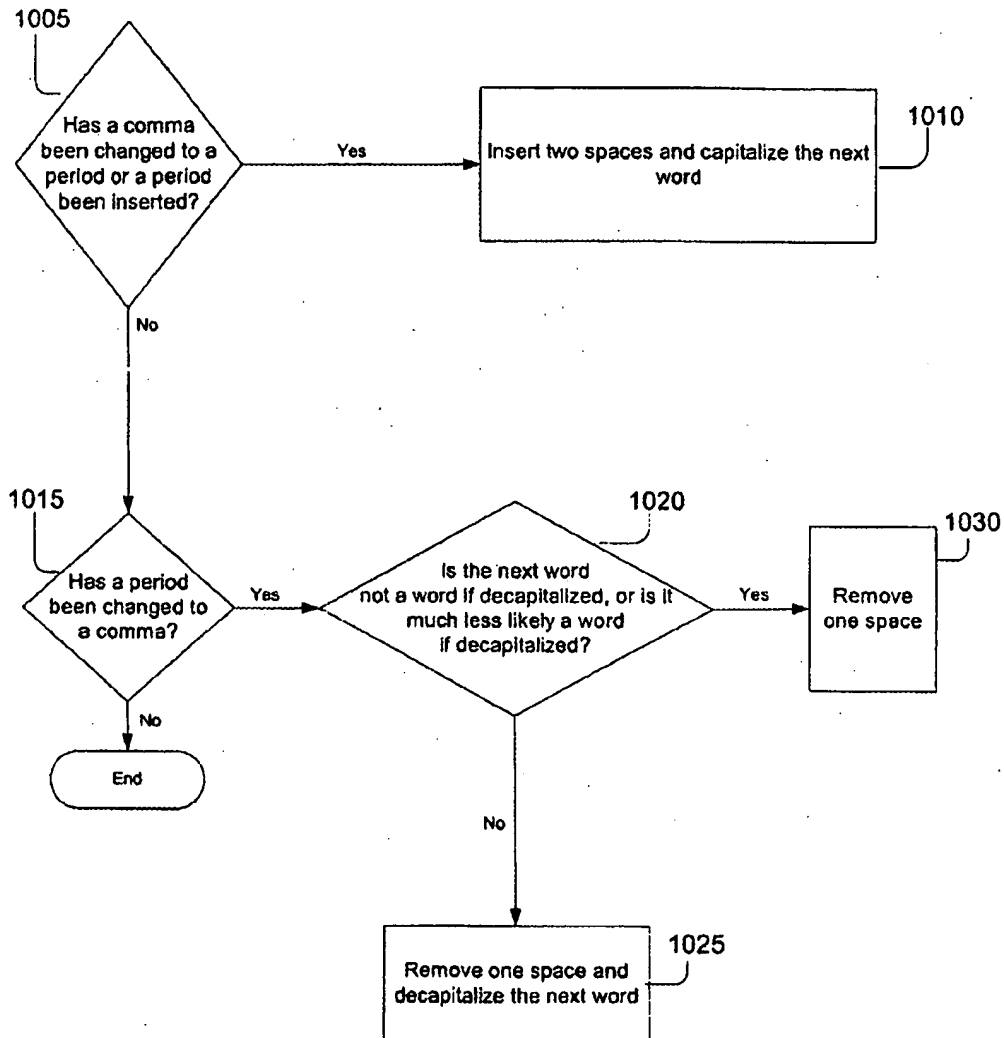 1005
Has a comma
been changed to a
period or a period
been inserted?
Yes
Insert two spaces and capitalize the next
word
1010
No
1015
Has a period
been changed to
a comma?
Yes
1020
Is the next word
not a word if decapitalized, or is it
much less likely a word
if decapitalized?
Yes
1030
Remove
one space
No
End
No
Remove one space and
decapitalize the next word
1025